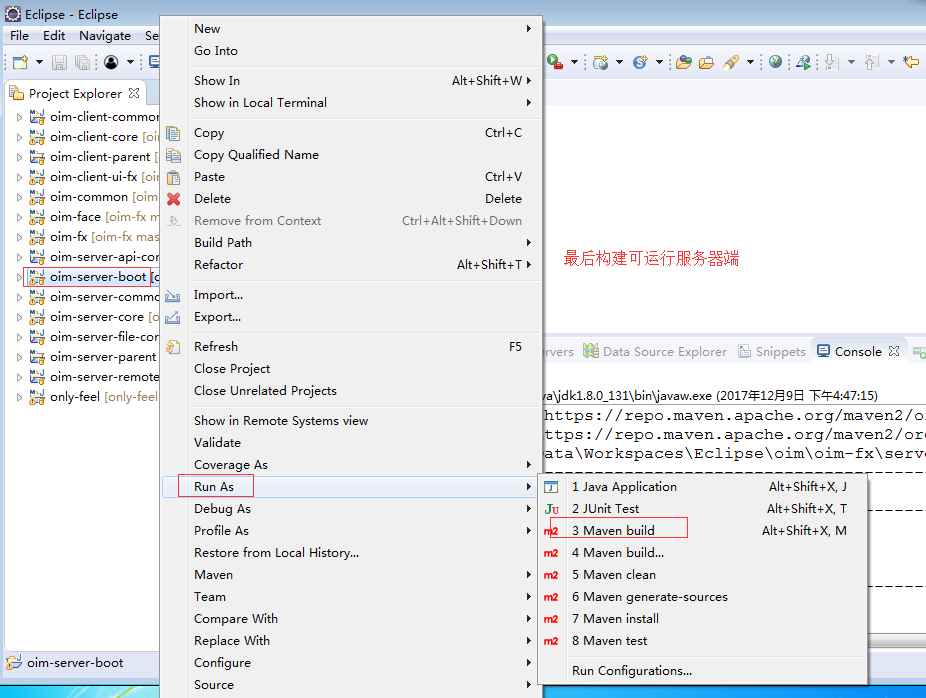 Eclipse - Eclipse
File Edit Navigate Se
Project Explorer
oim-client-common
oim-client-core [oin
oim-client-parent [
oim-client-ui-fx [oin
oim-common [oim
oim-face [oim-fx m
oim-fx [oim-fx mas
oim-server-api-cor
oim-server-boot [o
oim-server-commo
oim-server-core [o
oim-server-file-cor
oim-server-parent
oim-server-remote
only-feel [only-feel
oim-server-boot
New
Go Into
Show In Alt+Shift+W
Show in Local Terminal
Copy Ctrl+C
Copy Qualified Name
Paste Ctrl+V
Delete Delete
Remove from Context Ctrl+Alt+Shift+Down
Build Path
Refactor Alt+Shift+T
Import...
Export...
Refresh F5
Close Project
Close Unrelated Projects
Show in Remote Systems view
Validate
Coverage As
Run As
Debug As
Profile As
Restore from Local History...
Maven
Team
Compare With
Replace With
Configure
Source
最后构建可运行服务器端
ervers Data Source Explorer Snippets Console
va\jdk1.8.0_131\bin\javaw.exe (2017年12月9日 下午4:47:15)
https://repo.maven.apache.org/maven2/o
ttps://repo.maven.apache.org/maven2/or
ata\Workspaces\Eclipse\oim\oim-fx\serve
1 Java Application Alt+Shift+X, J
2 JUnit Test Alt+Shift+X, T
3 Maven build Alt+Shift+X, M
4 Maven build...
5 Maven clean
6 Maven generate-sources
7 Maven install
8 Maven test
Run Configurations...